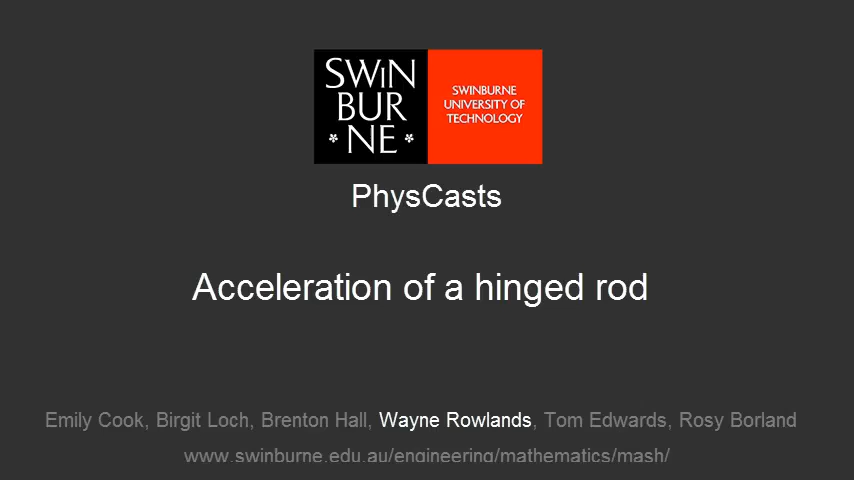 SWiN
BUR
* NE *
SWINBURNE
UNIVERSITY OF
TECHNOLOGY
PhysCasts
Acceleration of a hinged rod
Emily Cook, Birgit Loch, Brenton Hall, Wayne Rowlands, Tom Edwards, Rosy Borland
www.swinburne.edu.au/engineering/mathematics/mash/